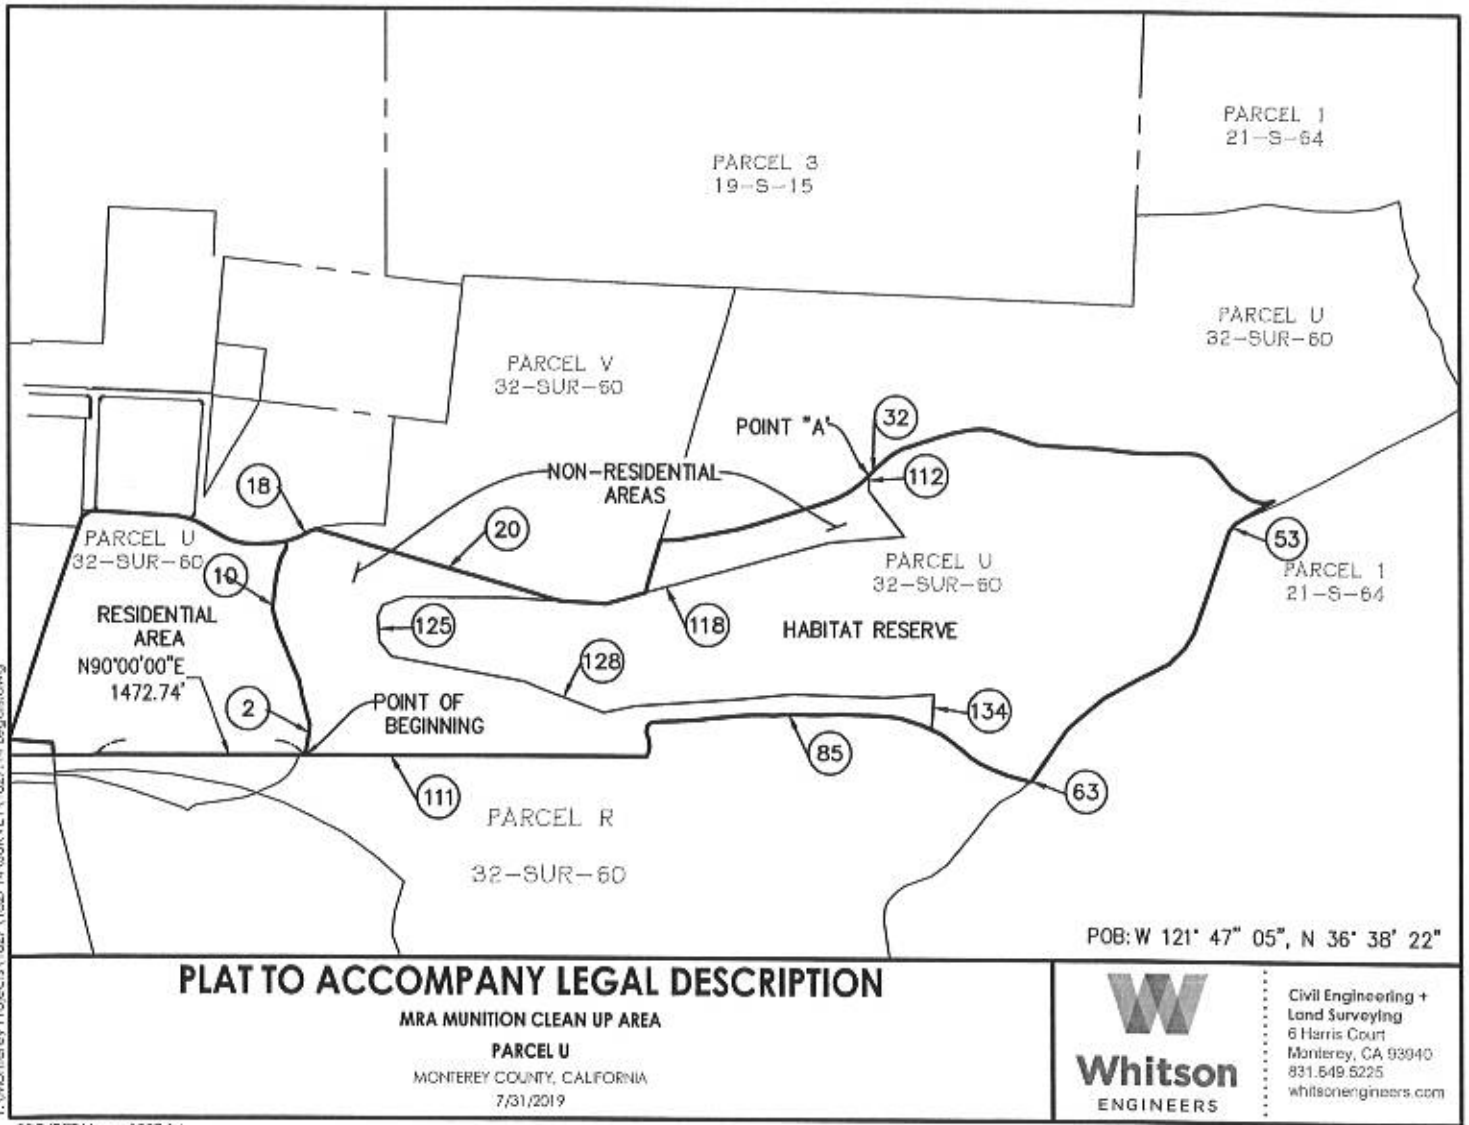 PARCEL 1
21-S-64
PARCEL 3
19-S-15
PARCEL U
32-SUR-60
PARCEL V
32-SUR-60
POINT "A"
32
112
NON-RESIDENTIAL
AREAS
18
20
53
PARCEL U
32-SUR-60
10
PARCEL U
32-SUR-60
PARCEL 1
21-S-64
RESIDENTIAL
AREA
N90°00'00"E
1472.74'
125
118
HABITAT RESERVE
128
2
POINT OF
BEGINNING
134
85
111
63
PARCEL R
32-SUR-60
POB: W 121° 47" 05", N 36° 38' 22"
PLAT TO ACCOMPANY LEGAL DESCRIPTION
MRA MUNITION CLEAN UP AREA
PARCEL U
MONTEREY COUNTY, CALIFORNIA
7/31/2019
Whitson
ENGINEERS
Civil Engineering +
Land Surveying
6 Harris Court
Monterey, CA 93940
831.649.5225
whitsonengineers.com